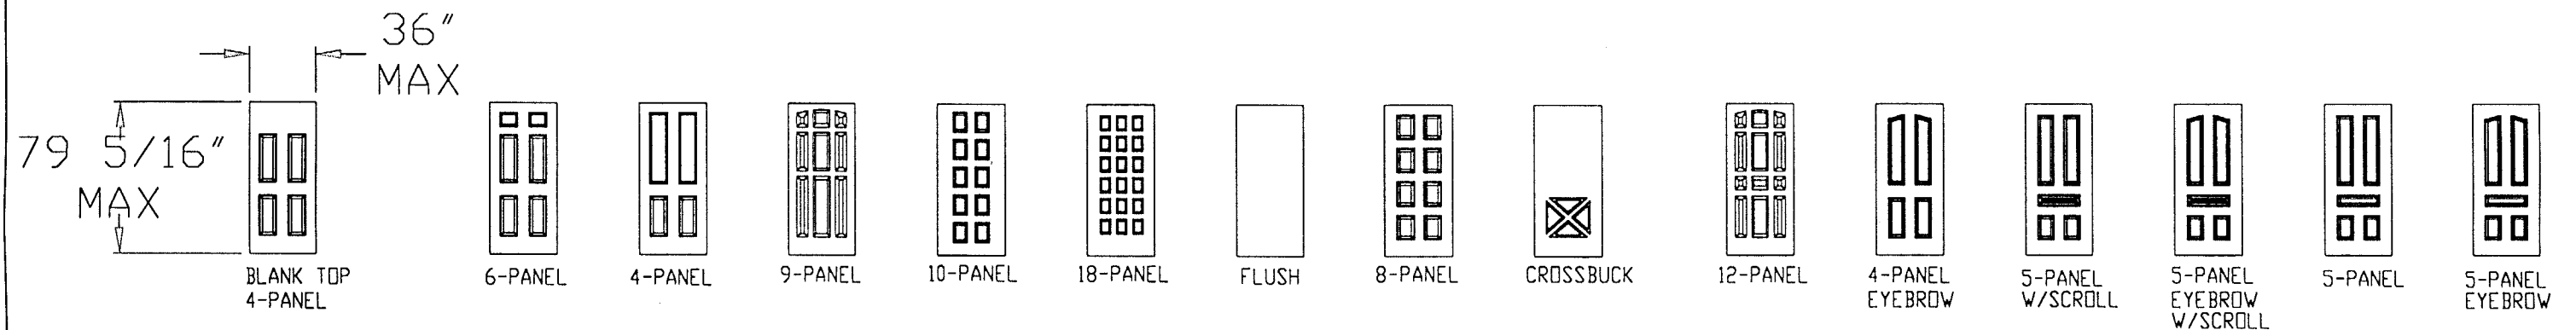 36"
MAX
79 5/16"
MAX
BLANK TOP
4-PANEL
6-PANEL
4-PANEL
9-PANEL
10-PANEL
18-PANEL
FLUSH
8-PANEL
CROSSBUCK
12-PANEL
4-PANEL
EYEBROW
5-PANEL
W/SCROLL
5-PANEL
EYEBROW
W/SCROLL
5-PANEL
5-PANEL
EYEBROW